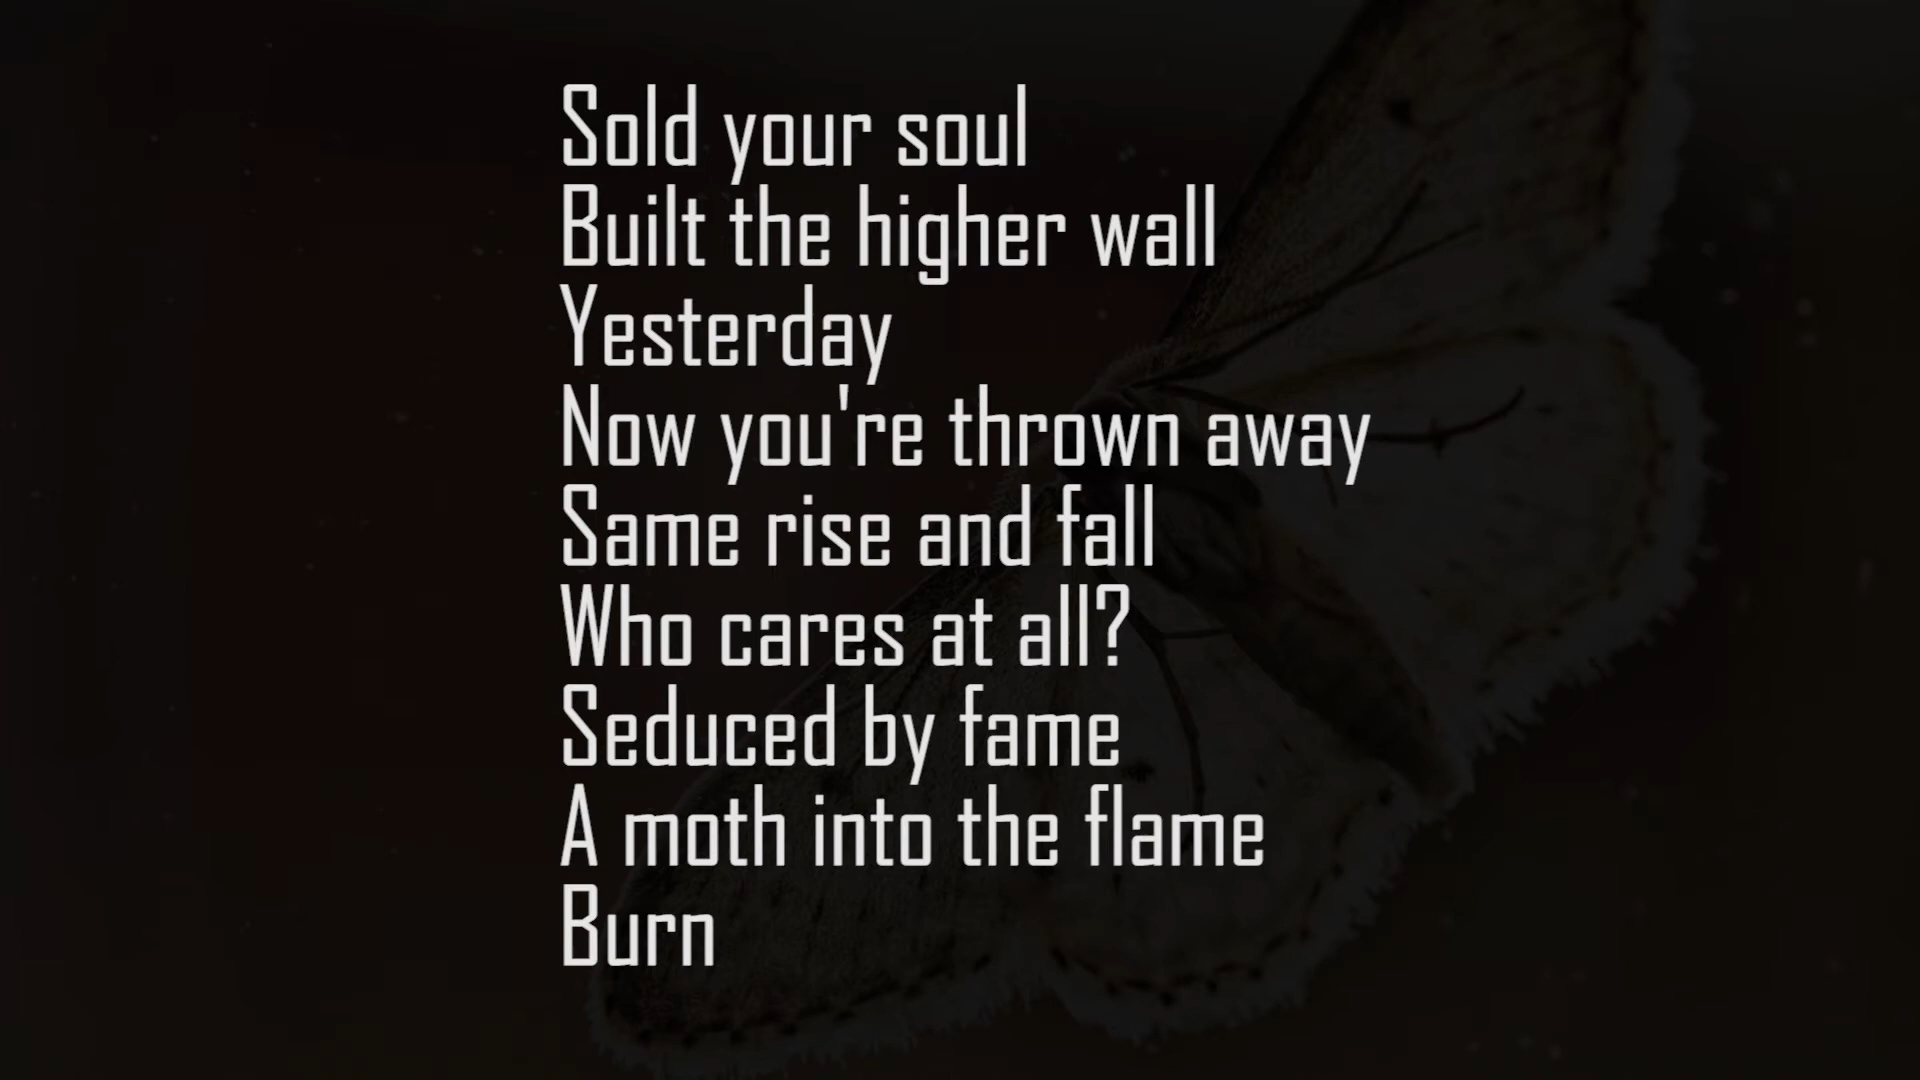 Sold your soul
Built the higher wall
Yesterday
Now you're thrown away
Same rise and fall
Who cares at all?
Seduced by fame
A moth into the flame
Burn